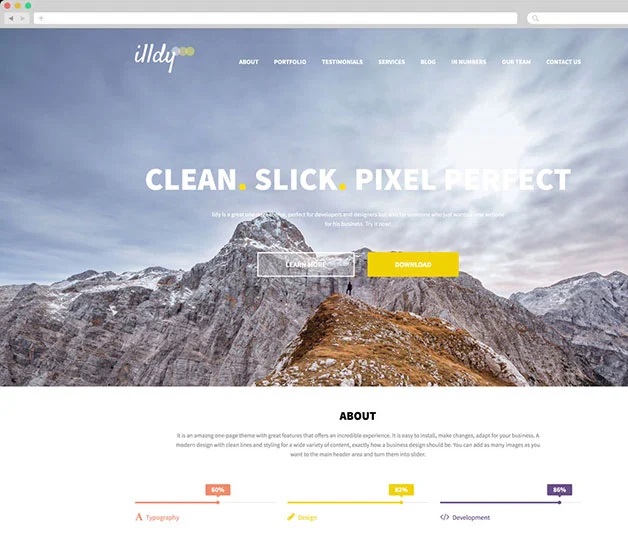 illdy
ABOUT PORTFOLIO TESTIMONIALS SERVICES BLOG IN NUMBERS OUR TEAM CONTACT US
CLEAN. SLICK. PIXEL PERFECT
Illdy is a great one-page theme, perfect for developers and designers but also for someone who just wants a new website
for his business. Try it now!
LEARN MORE DOWNLOAD
ABOUT
It is an amazing one-page theme with great features that offers an incredible experience. It is easy to install, make changes, adapt for your business. A
modern design with clean lines and styling for a wide variety of content, exactly how a business design should be. You can add as many images as you
want to the main header area and turn them into slider.
60% 82% 86%
A Typography Design </> Development